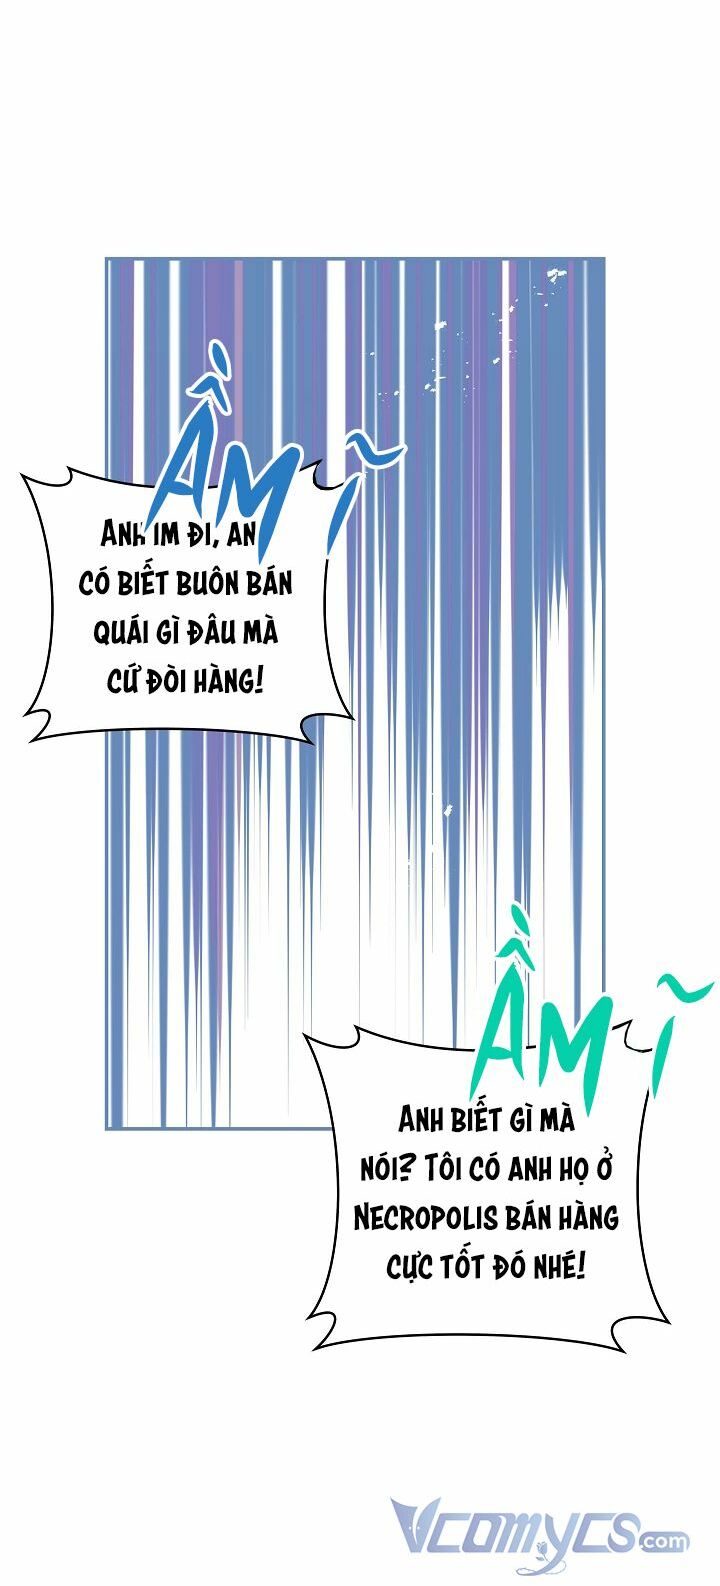 ẦM Ĩ
ANH IM ĐI, AN
CÓ BIẾT BUÔN BÁN
QUÁI GÌ ĐÂU MÀ
CỨ ĐÒI HÀNG!
ẦM Ĩ
ANH BIẾT GÌ MÀ
NÓI? TÔI CÓ ANH HỌ Ở
NECROPOLIS BÁN HÀNG
CỰC TỐT ĐÓ NHÉ!
VCOMYCS.com